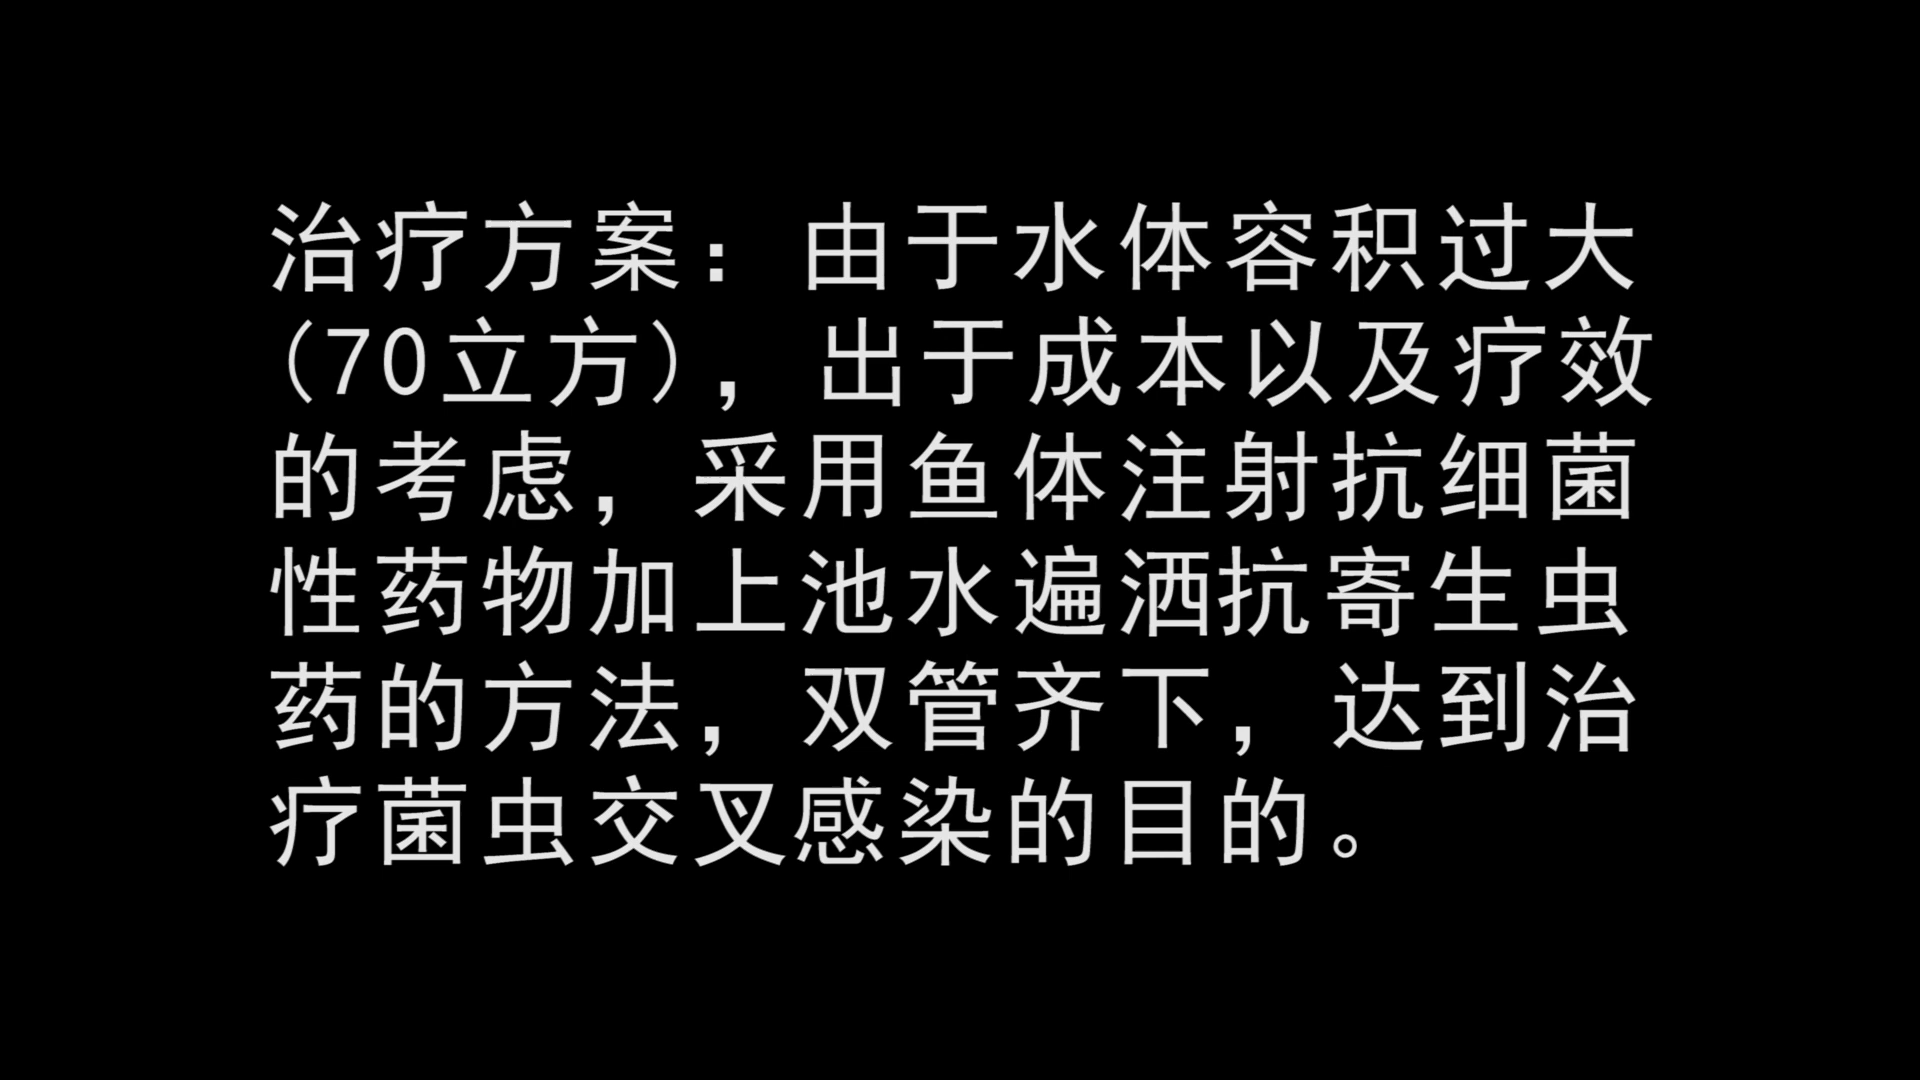 治疗方案：由于水体容积过大
(70立方)，出于成本以及疗效
的考虑，采用鱼体注射抗细菌
性药物加上池水遍洒抗寄生虫
药的方法，双管齐下，达到治
疗菌虫交叉感染的目的。